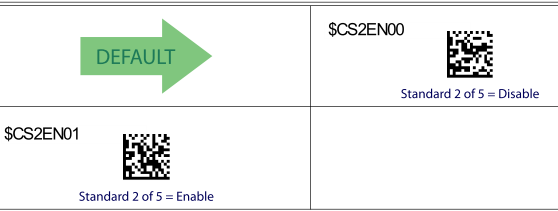 DEFAULT
$CS2EN00
Standard 2 of 5 = Disable
$CS2EN01
Standard 2 of 5 = Enable